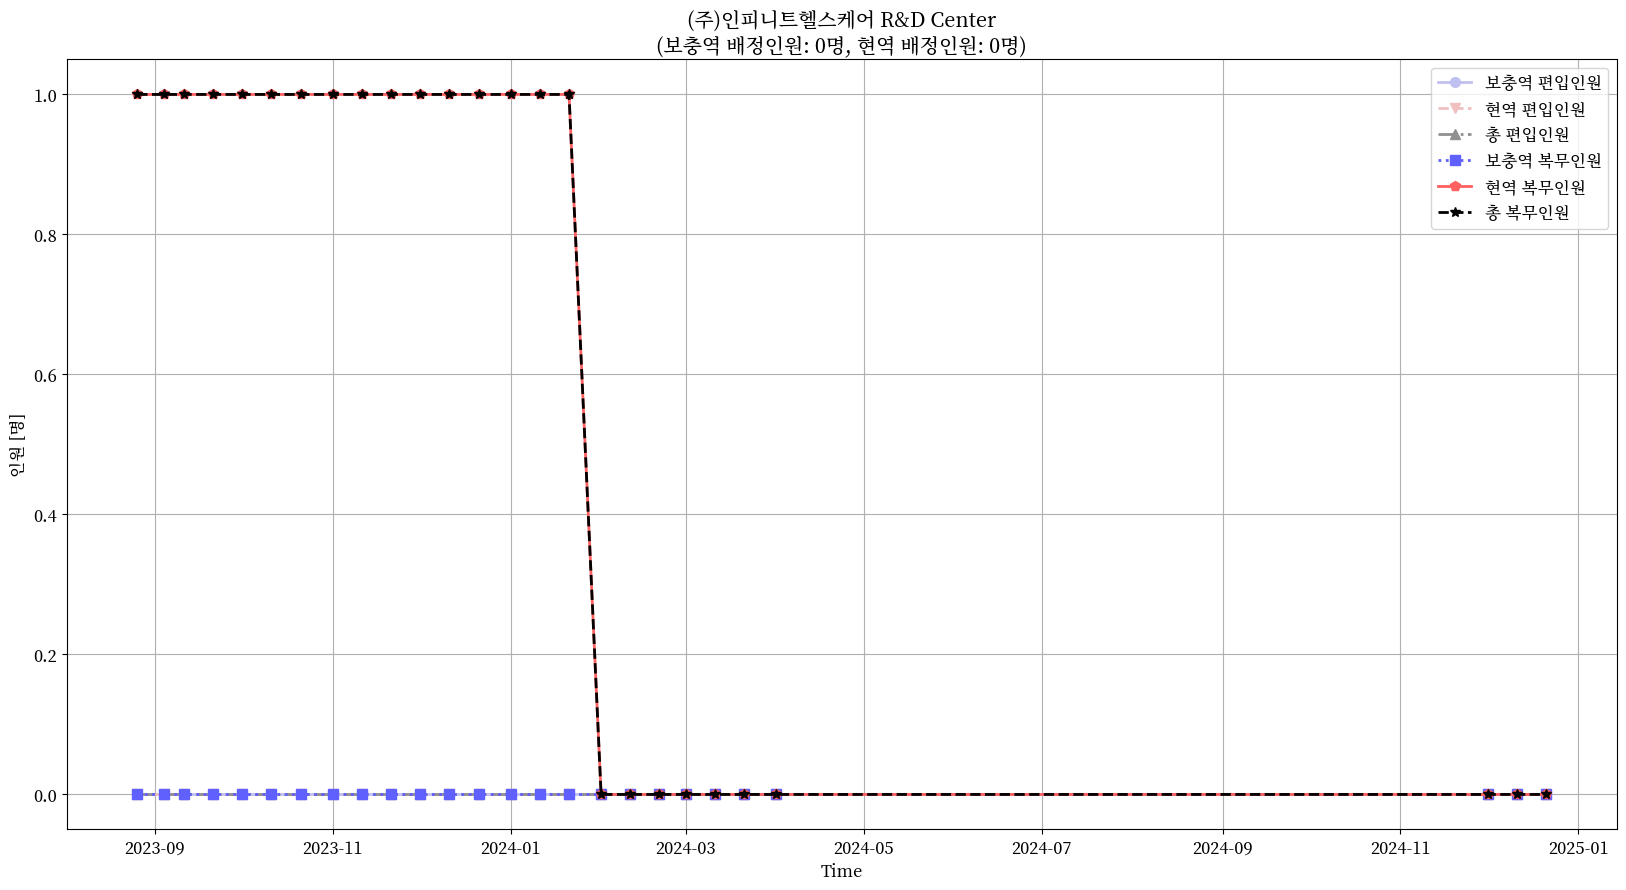 (주)인피니트헬스케어 R&D Center
(보충역 배정인원: 0명, 현역 배정인원: 0명)
보충역 편입인원
현역 편입인원
총 편입인원
보충역 복무인원
현역 복무인원
총 복무인원
인원 [명]
1.0
0.8
0.6
0.4
0.2
0.0
2023-09 2023-11 2024-01 2024-03 2024-05 2024-07 2024-09 2024-11 2025-01
Time